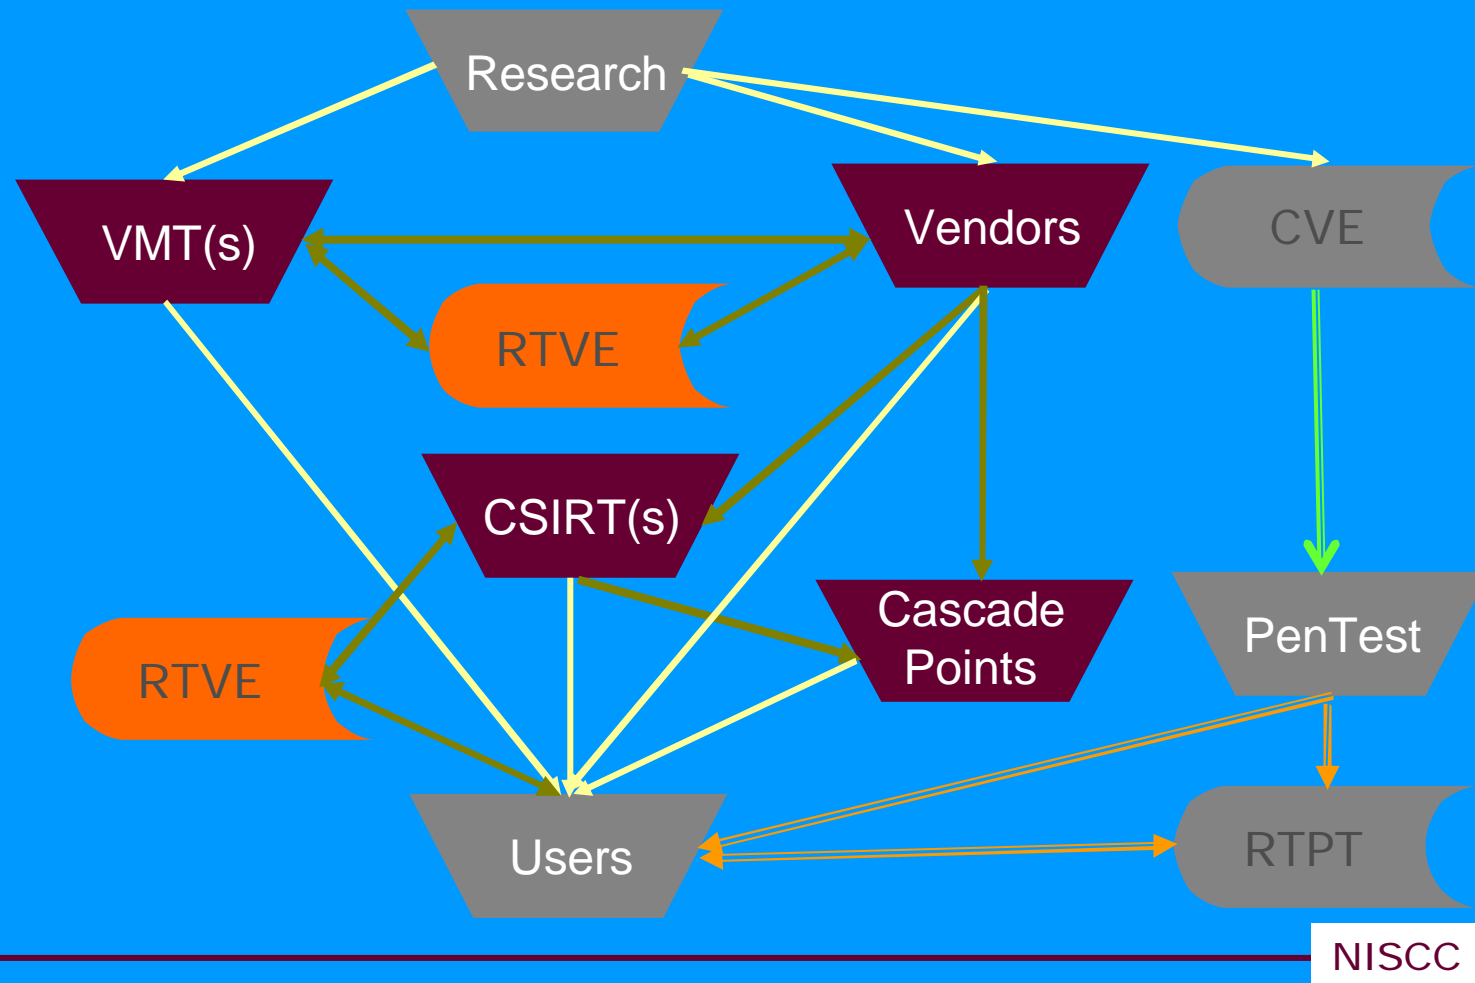 Research
VMT(s)
Vendors
CVE
RTVE
CSIRT(s)
Cascade
Points
PenTest
RTVE
Users
RTPT
NISCC